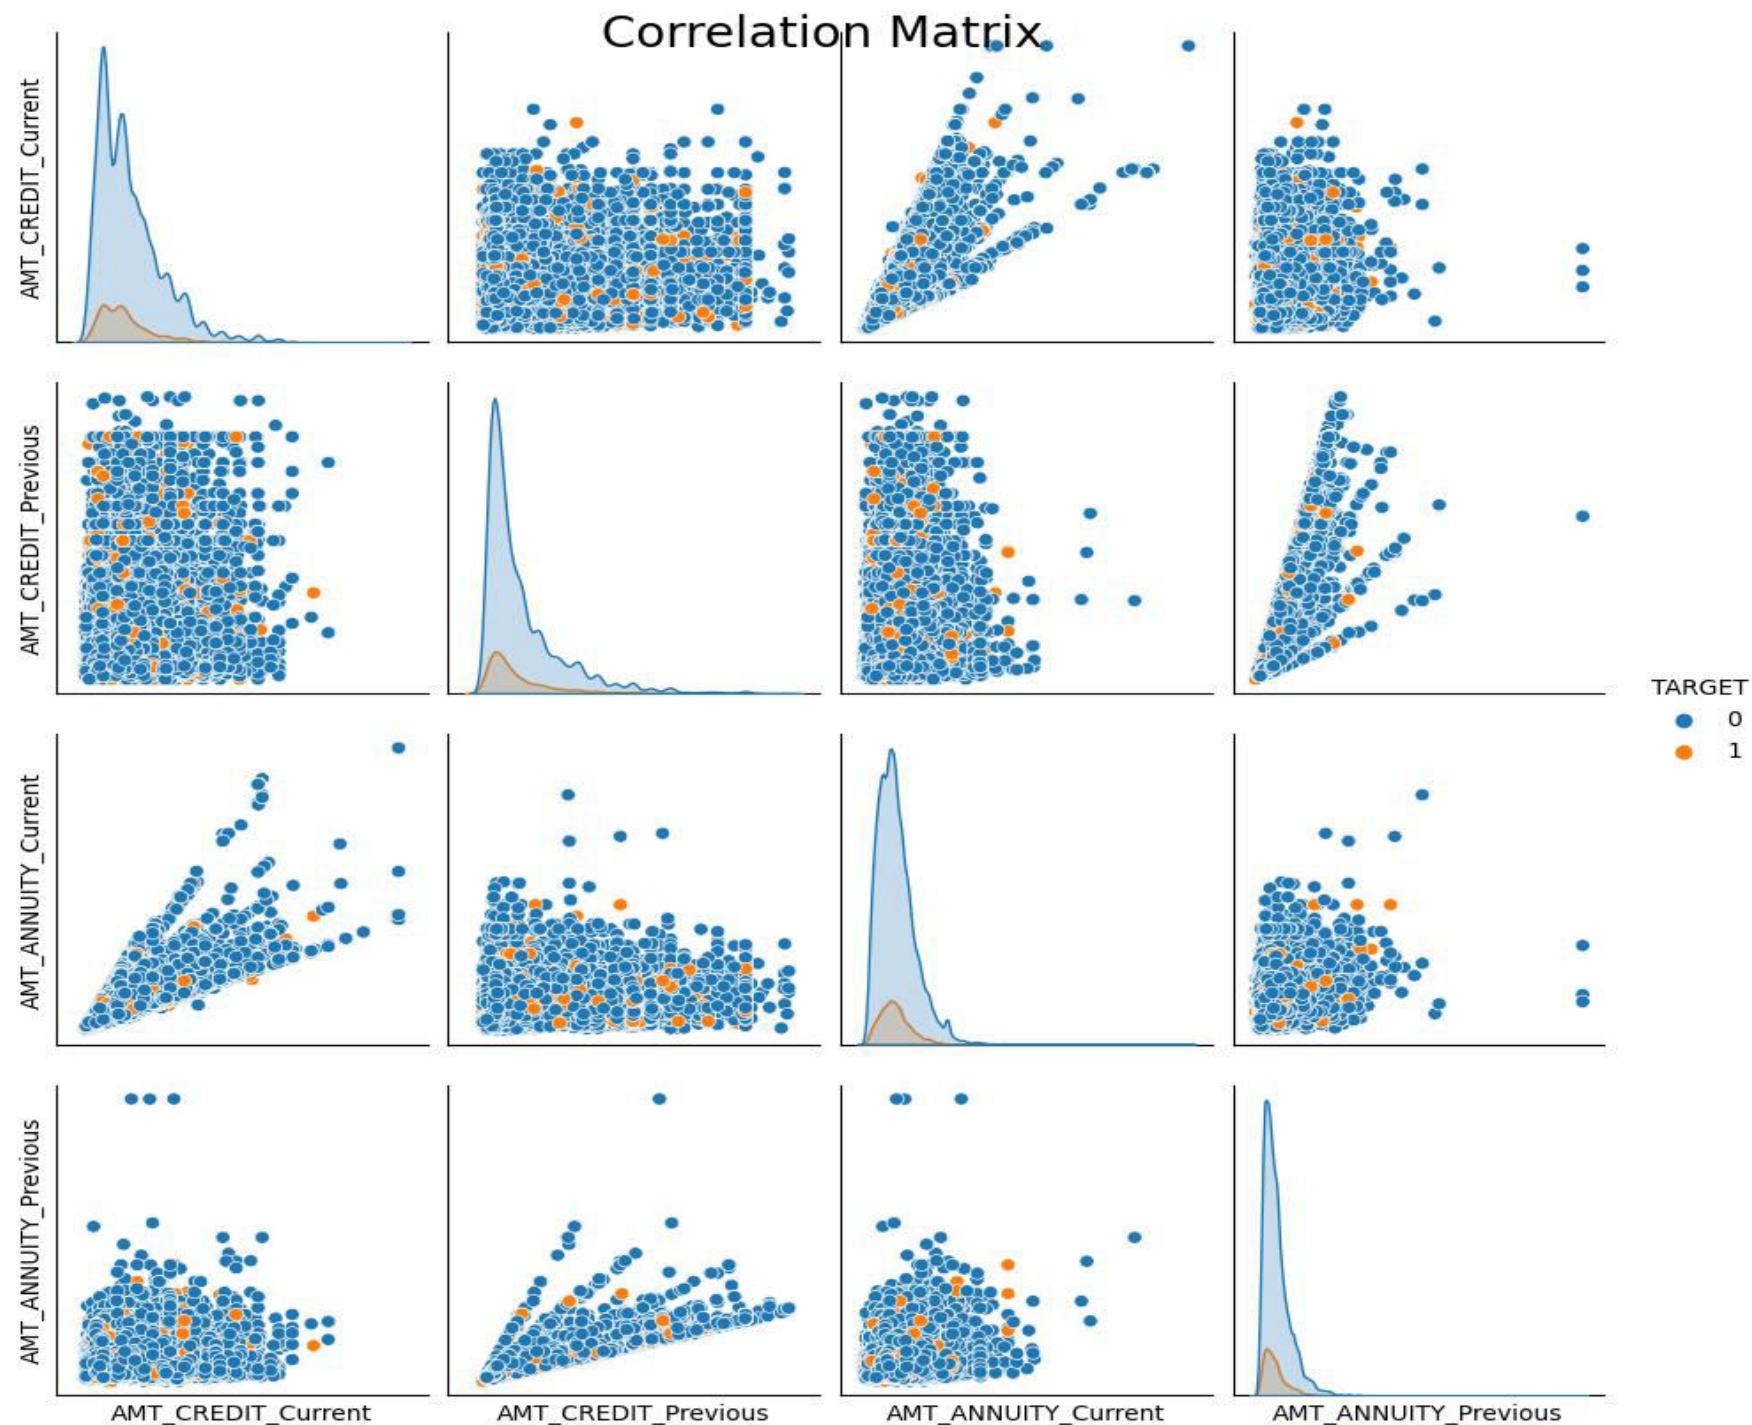 Correlation Matrix
AMT_CREDIT_Current
AMT_CREDIT_Previous
AMT_ANNUITY_Current
AMT_ANNUITY_Previous
TARGET
0
1
AMT_CREDIT_Current
AMT_CREDIT_Previous
AMT_ANNUITY_Current
AMT_ANNUITY_Previous